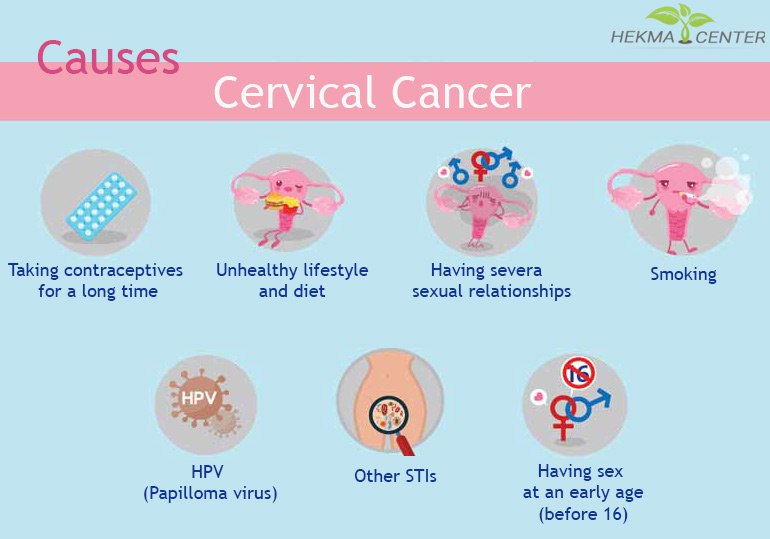 HEKMA CENTER
Causes
Cervical Cancer
Taking contraceptives
for a long time
Unhealthy lifestyle
and diet
Having severa
sexual relationships
Smoking
HPV
HPV
(Papilloma virus)
Other STIs
16
Having sex
at an early age
(before 16)